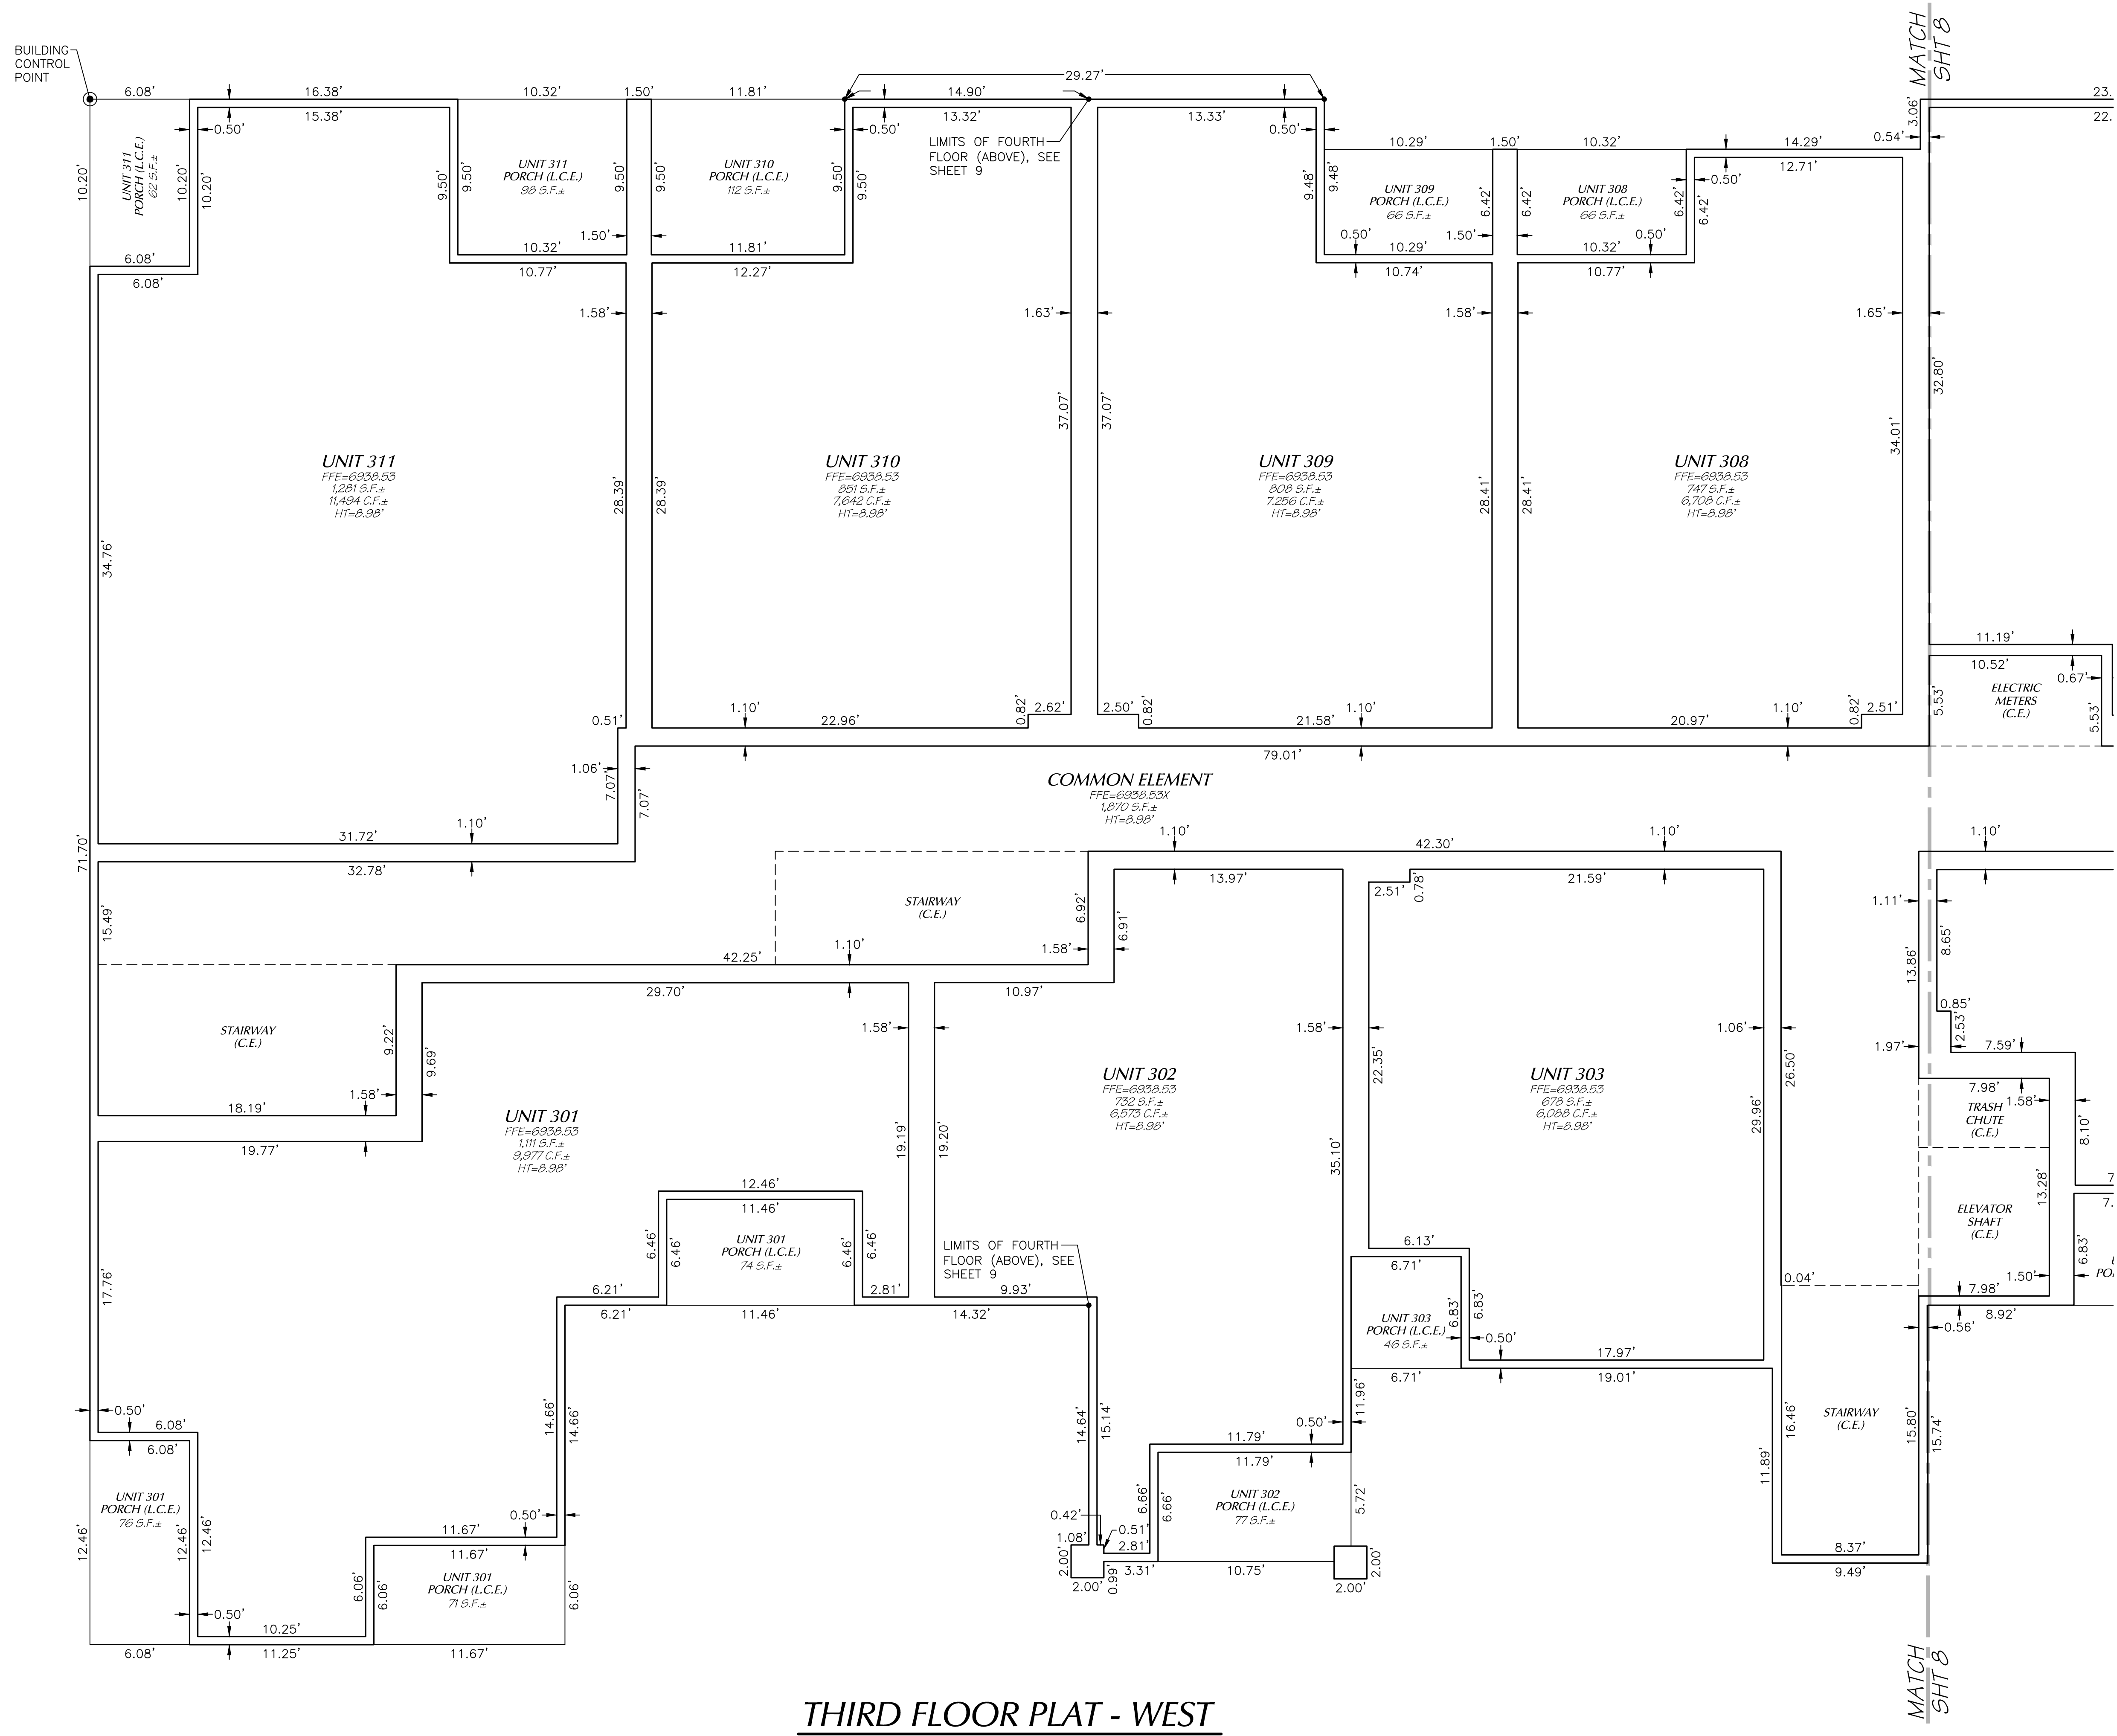 BUILDING
CONTROL
POINT
MATCH
SHT 8
6.08'
16.38'
10.32'
1.50'
11.81'
29.27'
14.90'
15.38'
13.32'
13.33'
0.50'
0.50'
0.50'
LIMITS OF FOURTH
FLOOR (ABOVE), SEE
SHEET 9
10.29'
1.50'
10.32'
14.29'
12.71'
0.54'
3.06'
23.
22.
10.20'
UNIT 311
PORCH (L.C.E.)
62 S.F.±
10.20'
10.20'
9.50'
9.50'
UNIT 311
PORCH (L.C.E.)
98 S.F.±
9.50'
9.50'
UNIT 310
PORCH (L.C.E.)
112 S.F.±
9.50'
9.50'
9.48'
9.48'
UNIT 309
PORCH (L.C.E.)
66 S.F.±
6.42'
6.42'
UNIT 308
PORCH (L.C.E.)
66 S.F.±
6.42'
6.42'
0.50'
1.50'
0.50'
1.50'
0.50'
6.08'
10.32'
11.81'
10.29'
10.32'
6.08'
10.77'
12.27'
10.74'
10.77'
1.58'
1.63'
1.58'
1.65'
32.80'
37.07'
37.07'
34.01'
UNIT 311
FFE=6938.53
1,281 S.F.±
11,494 C.F.±
HT=8.98'
UNIT 310
FFE=6938.53
851 S.F.±
7,642 C.F.±
HT=8.98'
UNIT 309
FFE=6938.53
808 S.F.±
7.256 C.F.±
HT=8.98'
UNIT 308
FFE=6938.53
747 S.F.±
6,708 C.F.±
HT=8.98'
28.39'
28.39'
28.41'
28.41'
34.76'
11.19'
10.52'
0.67'
ELECTRIC
METERS
(C.E.)
5.53'
5.53'
0.51'
1.10'
22.96'
0.82'
2.62'
2.50'
0.82'
21.58'
1.10'
20.97'
1.10'
0.82'
2.51'
79.01'
1.06'
7.07'
7.07'
COMMON ELEMENT
FFE=6938.53X
1,870 S.F.±
HT=8.98'
31.72'
1.10'
32.78'
71.70'
1.10'
42.30'
1.10'
1.10'
13.97'
2.51'
0.78'
21.59'
15.49'
STAIRWAY
(C.E.)
6.92'
6.91'
1.58'
1.11'
8.65'
13.86'
42.25'
1.10'
29.70'
10.97'
STAIRWAY
(C.E.)
9.22'
9.69'
1.58'
1.58'
1.58'
1.06'
0.85'
2.53'
1.97'
7.59'
18.19'
19.77'
22.35'
26.50'
7.98'
1.58'
TRASH
CHUTE
(C.E.)
8.10'
UNIT 301
FFE=6938.53
1,111 S.F.±
9,977 C.F.±
HT=8.98'
UNIT 302
FFE=6938.53
732 S.F.±
6,573 C.F.±
HT=8.98'
UNIT 303
FFE=6938.53
678 S.F.±
6,088 C.F.±
HT=8.98'
19.19'
19.20'
35.10'
29.96'
13.28'
12.46'
11.46'
6.46'
6.46'
UNIT 301
PORCH (L.C.E.)
74 S.F.±
6.46'
6.46'
LIMITS OF FOURTH
FLOOR (ABOVE), SEE
SHEET 9
ELEVATOR
SHAFT
(C.E.)
7
7.
6.83'
PO
6.13'
6.71'
0.04'
1.50'
7.98'
8.92'
0.56'
17.76'
6.21'
2.81'
9.93'
6.21'
11.46'
14.32'
UNIT 303
PORCH (L.C.E.)
46 S.F.±
6.83'
6.83'
0.50'
17.97'
6.71'
19.01'
0.50'
6.08'
6.08'
14.66'
14.66'
14.64'
15.14'
0.50'
11.96'
11.79'
11.79'
11.89'
16.46'
STAIRWAY
(C.E.)
15.80'
15.74'
UNIT 301
PORCH (L.C.E.)
76 S.F.±
12.46'
12.46'
12.46'
11.67'
0.50'
11.67'
UNIT 301
PORCH (L.C.E.)
71 S.F.±
6.06'
6.06'
6.06'
0.42'
1.08'
0.51'
2.81'
2.00'
2.00'
0.99'
3.31'
6.66'
6.66'
UNIT 302
PORCH (L.C.E.)
77 S.F.±
5.72'
10.75'
2.00'
2.00'
8.37'
9.49'
0.50'
10.25'
6.08'
11.25'
11.67'
MATCH
SHT 8
THIRD FLOOR PLAT - WEST